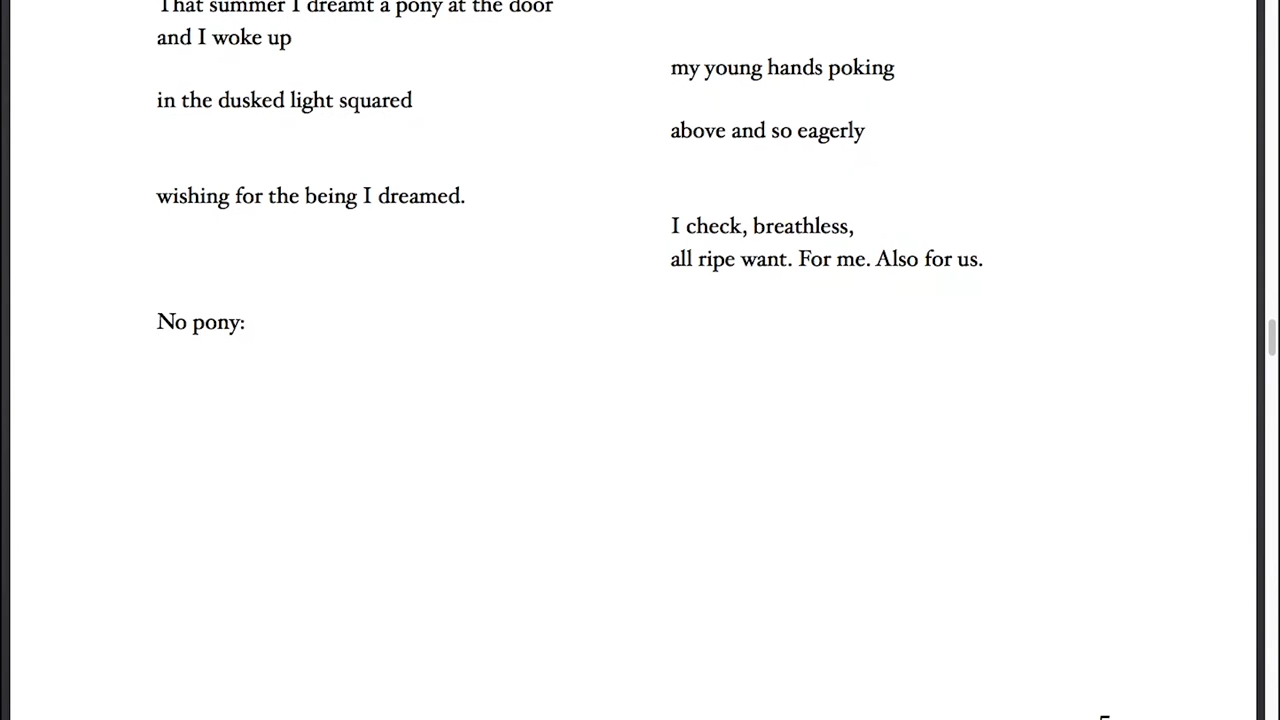 That summer I dreamt a pony at the door
and I woke up
my young hands poking
in the dusked light squared
above and so eagerly
wishing for the being I dreamed.
I check, breathless,
all ripe want. For me. Also for us.
No pony: